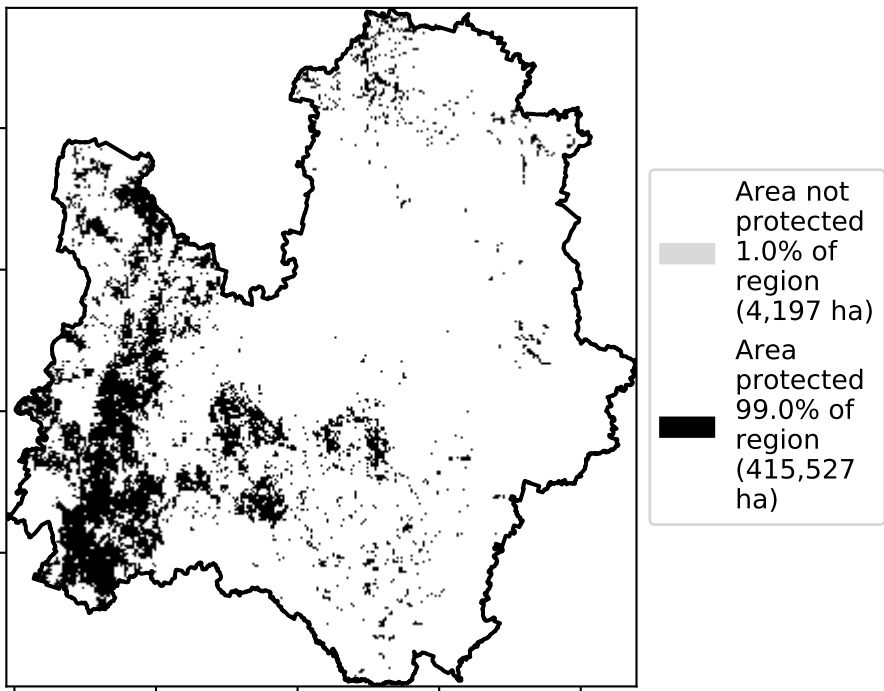 Area not
protected
1.0% of
region
(4,197 ha)
Area
protected
99.0% of
region
(415,527
ha)